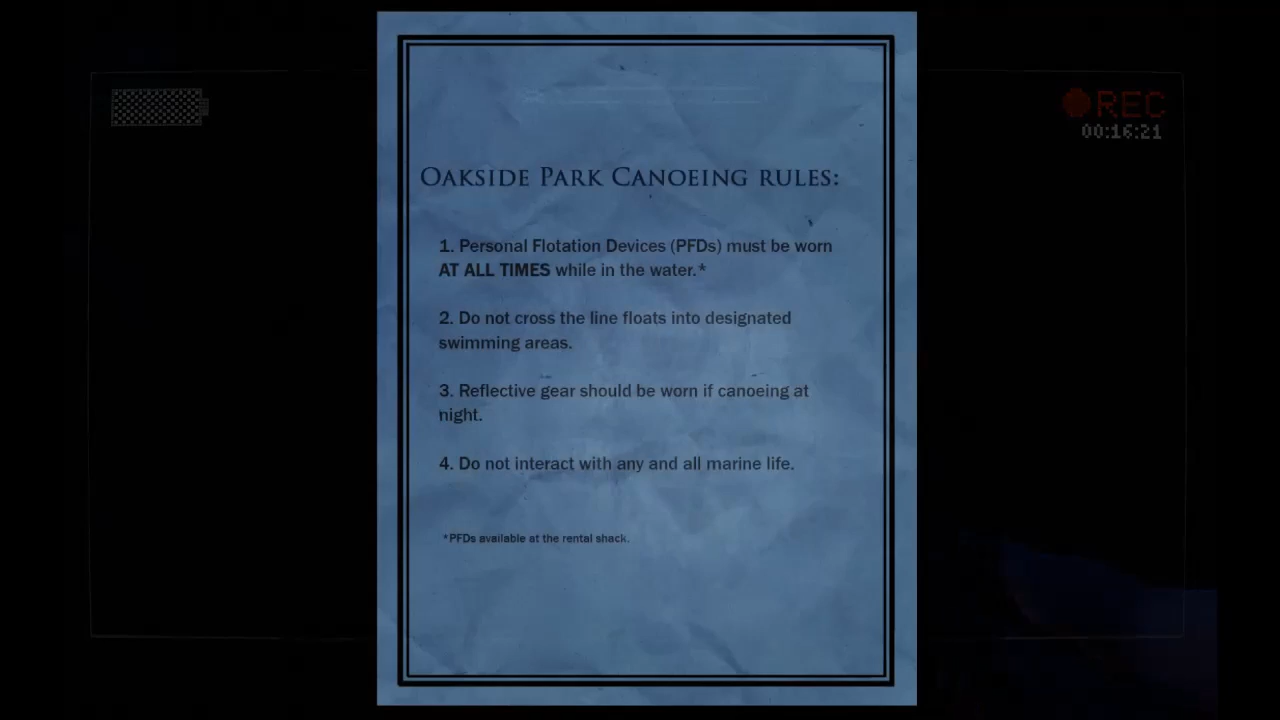 REC
00:16:21
OAKSIDE PARK CANOEING RULES:
1. Personal Flotation Devices (PFDs) must be worn
AT ALL TIMES while in the water.*
2. Do not cross the line floats into designated
swimming areas.
3. Reflective gear should be worn if canoeing at
night.
4. Do not interact with any and all marine life.
*PFDs available at the rental shack.